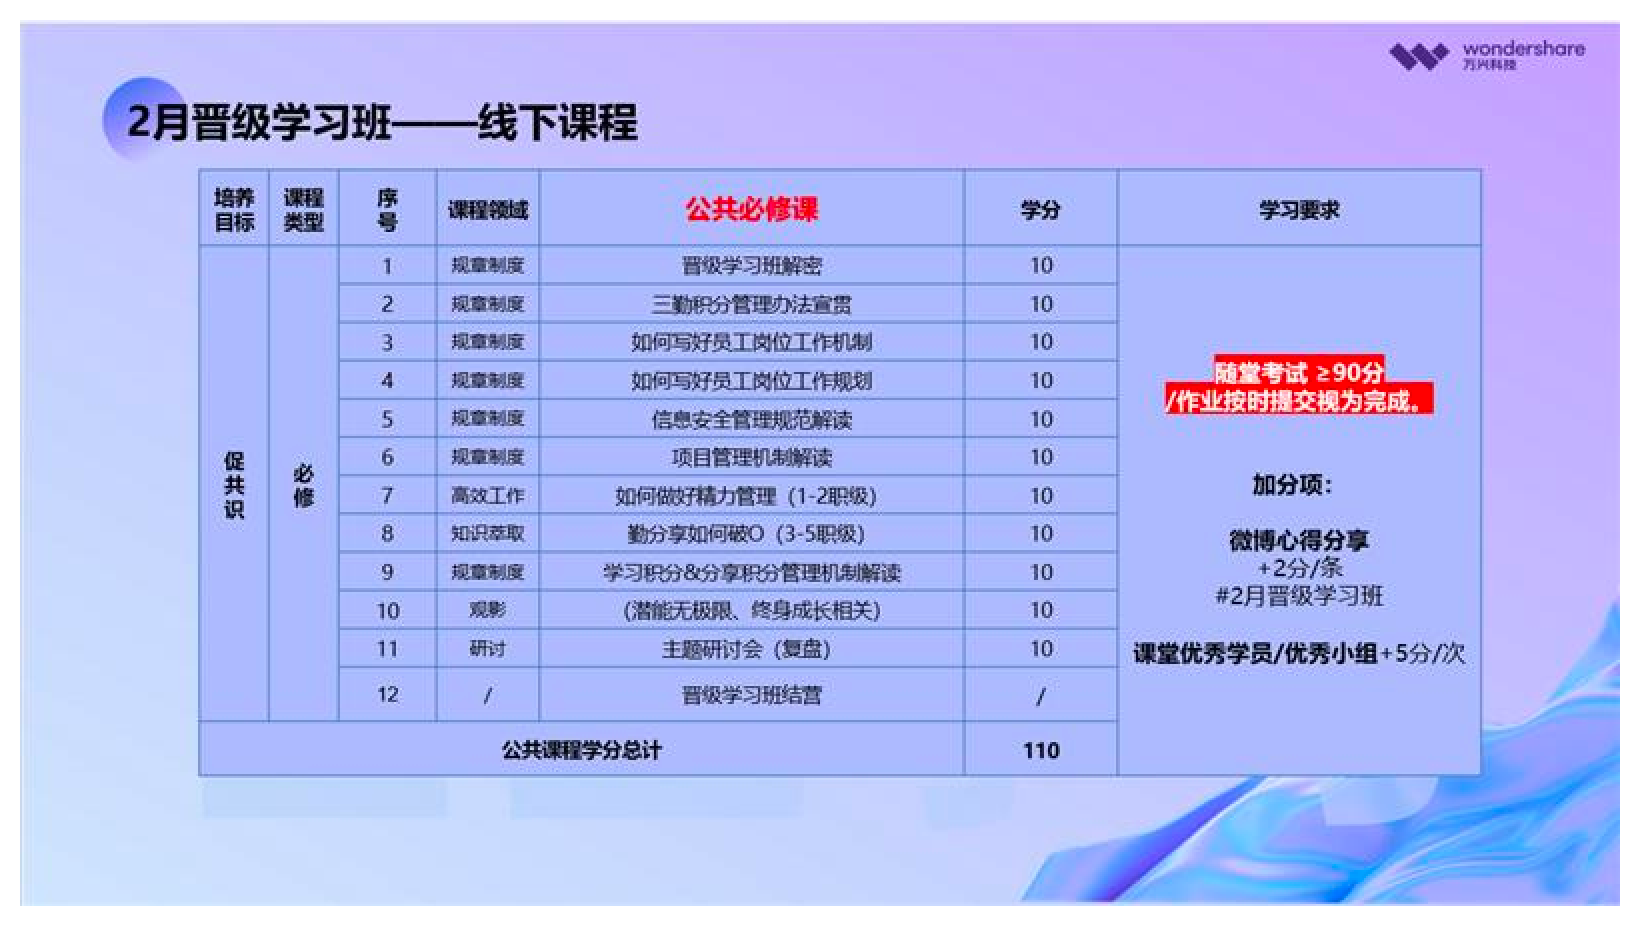 wondershare
万兴科技
2月晋级学习班——线下课程
培养目标 课程类型 序号 课程领域 公共必修课 学分 学习要求
促共识 必修
1 规章制度 晋级学习班解密 10
2 规章制度 三勤积分管理办法宣贯 10
3 规章制度 如何写好员工岗位工作机制 10
4 规章制度 如何写好员工岗位工作规划 10
5 规章制度 信息安全管理规范解读 10
6 规章制度 项目管理机制解读 10
7 高效工作 如何做好精力管理（1-2职级） 10
8 知识萃取 勤分享如何破O（3-5职级） 10
9 规章制度 学习积分&分享积分管理机制解读 10
10 观影 (潜能无极限、终身成长相关) 10
11 研讨 主题研讨会（复盘） 10
12 / 晋级学习班结营 /
公共课程学分总计 110
随堂考试 ≥90分
/作业按时提交视为完成。
加分项：
微博心得分享
+2分/条
#2月晋级学习班
课堂优秀学员/优秀小组+5分/次